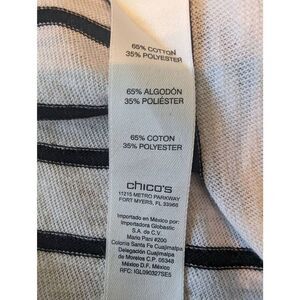 65% COTTON
35% POLYESTER
65% ALGODÓN
35% POLIÉSTER
65% COTON
35% POLYESTER
chico's
11215 METRO PARKWAY
FORT MYERS, FL 33966
Importado en México por:
Importadora Globastic
S.A. de C.V.
Mario Pani #200
Colonia Santa Fe Cuajimalpa
Delegación Cuajimalpa
de Morelos C.P. 05348
México D.F. México
RFC: IGL090327SE5